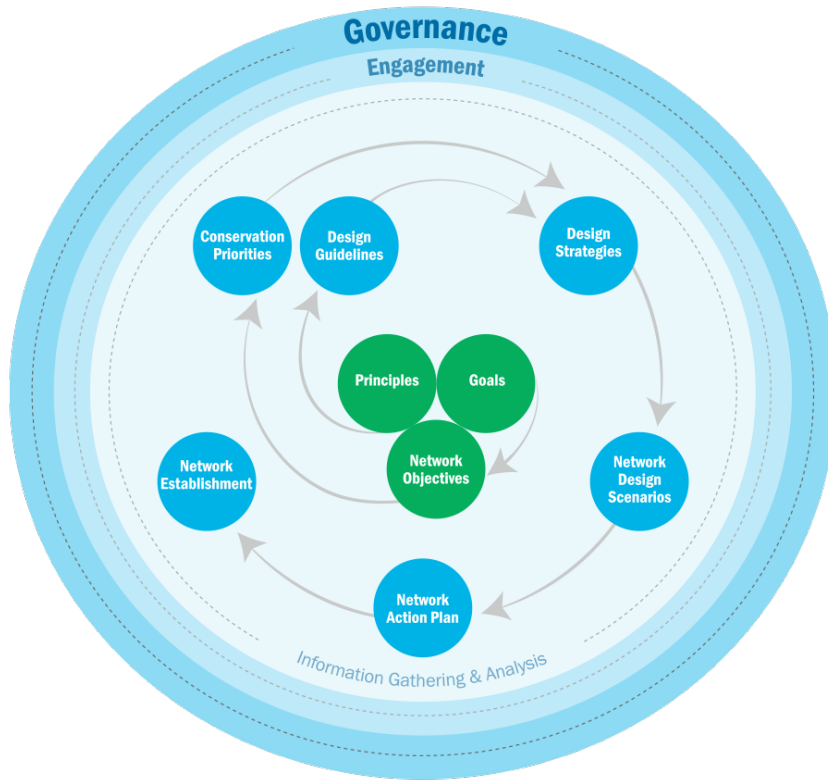 Governance
Engagement
Conservation
Priorities
Design
Guidelines
Design
Strategies
Principles
Goals
Network
Objectives
Network
Establishment
Network
Design
Scenarios
Network
Action Plan
Information Gathering & Analysis